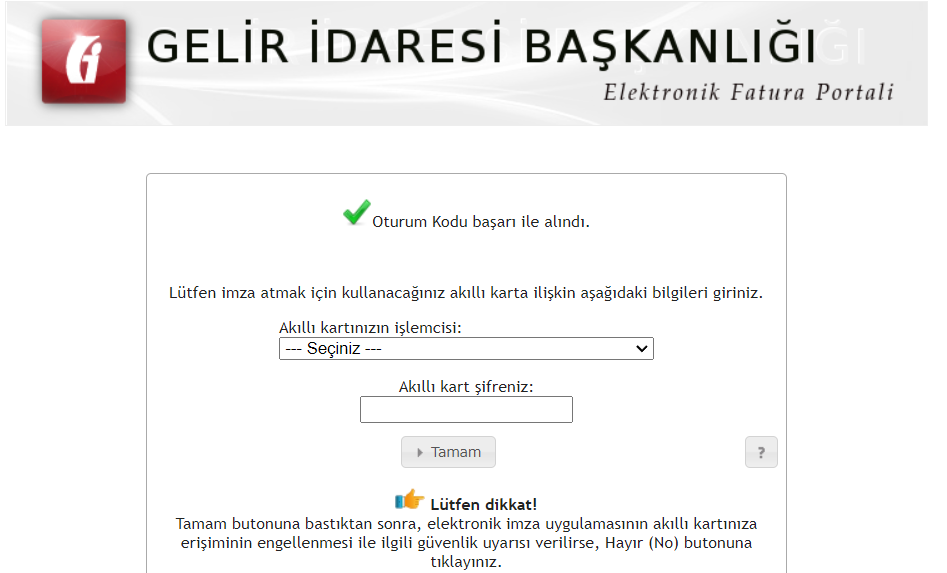 GELİR İDARESİ BAŞKANLIĞI
Elektronik Fatura Portali
Oturum Kodu başarı ile alındı.
Lütfen imza atmak için kullanacağınız akıllı karta ilişkin aşağıdaki bilgileri giriniz.
Akıllı kartınızın işlemcisi:
--- Seçiniz ---
Akıllı kart şifreniz:
Tamam
?
Lütfen dikkat!
Tamam butonuna bastıktan sonra, elektronik imza uygulamasının akıllı kartınıza
erişiminin engellenmesi ile ilgili güvenlik uyarısı verilirse, Hayır (No) butonuna
tıklayınız.